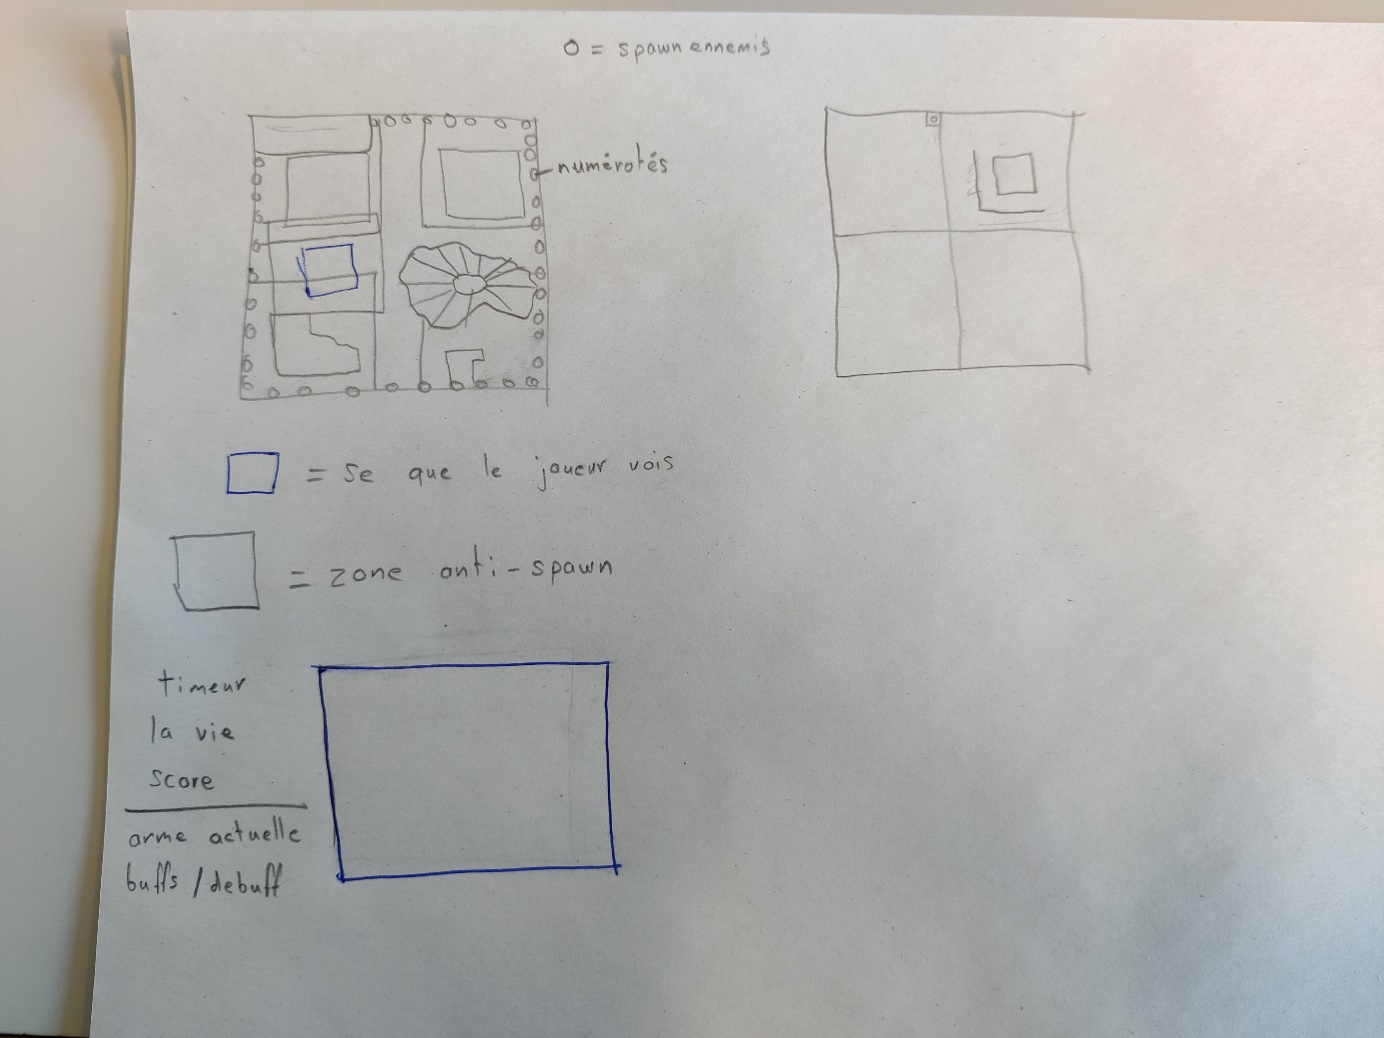 O = spawn ennemis
numérotés
= se que le joueur vois
= zone anti-spawn
timeur
la vie
score
arme actuelle
buffs / debuff